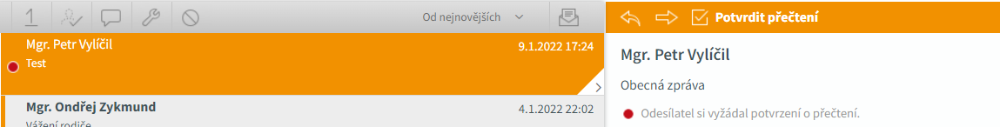 1
Od nejnovějších
Potvrdit přečtení
Mgr. Petr Vylíčil
9.1.2022 17:24
Test
Mgr. Ondřej Zykmund
4.1.2022 22:02
Vážení rodiče
Mgr. Petr Vylíčil
Obecná zpráva
Odesílatel si vyžádal potvrzení o přečtení.